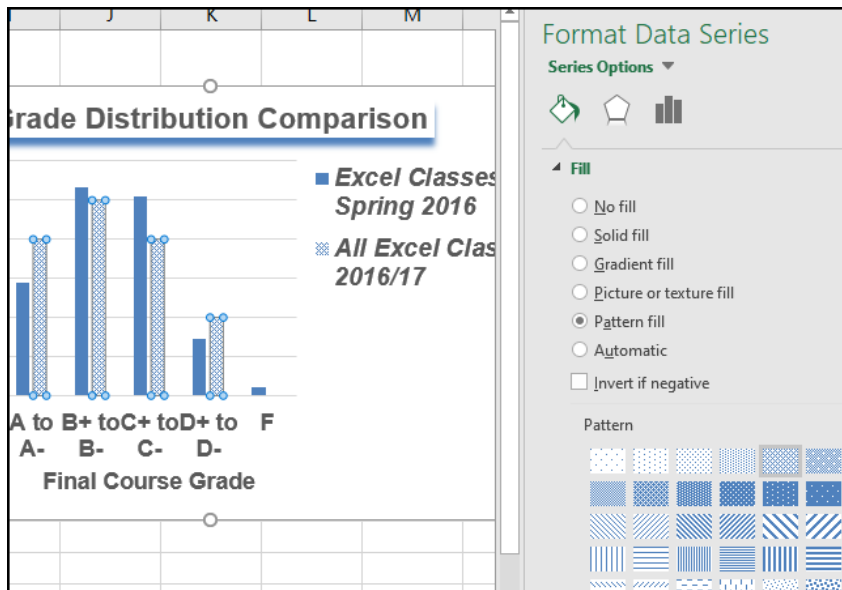 J K L M
Grade Distribution Comparison
Excel Classes
Spring 2016
All Excel Clas
2016/17
A to B+ to C+ to D+ to F
A- B- C- D-
Final Course Grade
Format Data Series
Series Options
Fill
No fill
Solid fill
Gradient fill
Picture or texture fill
Pattern fill
Automatic
Invert if negative
Pattern